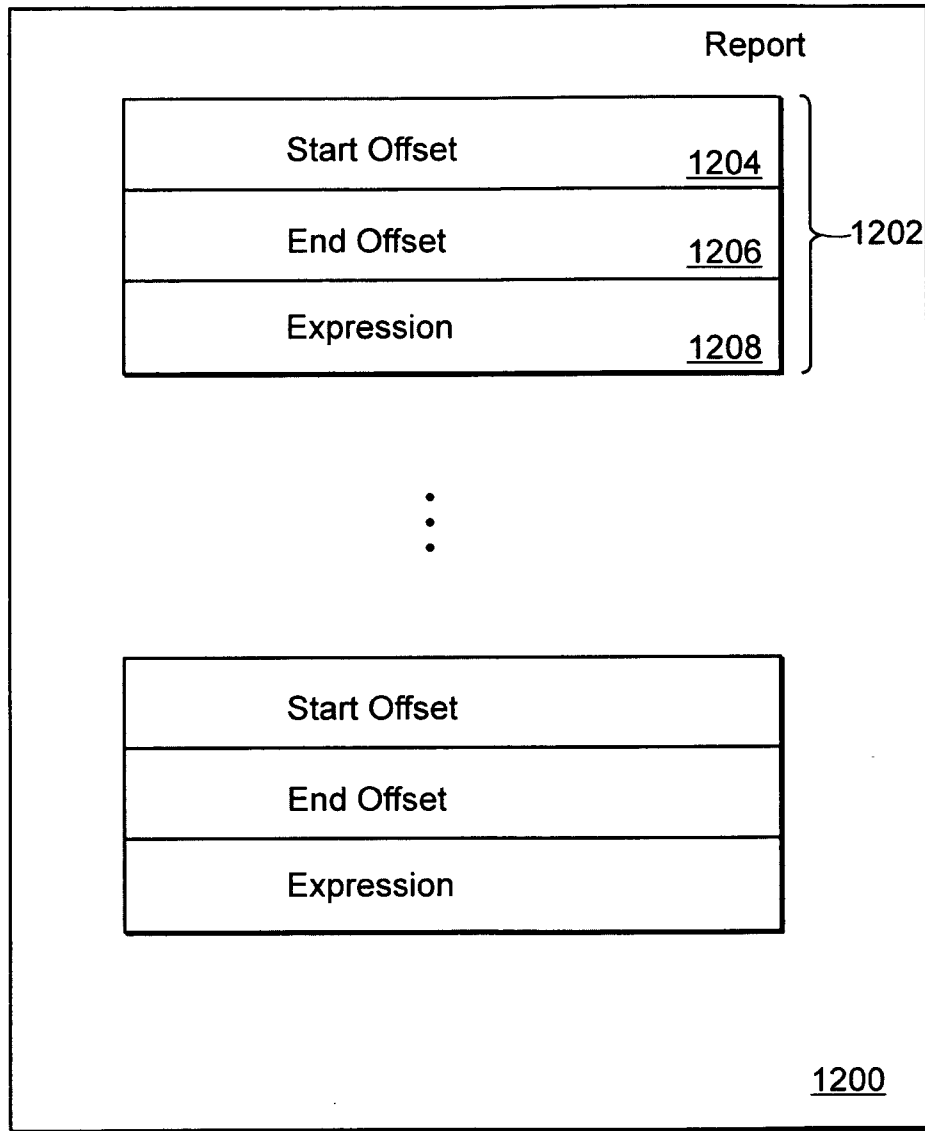 Report
Start Offset 1204
End Offset 1206
1202
Expression 1208
Start Offset
End Offset
Expression
1200